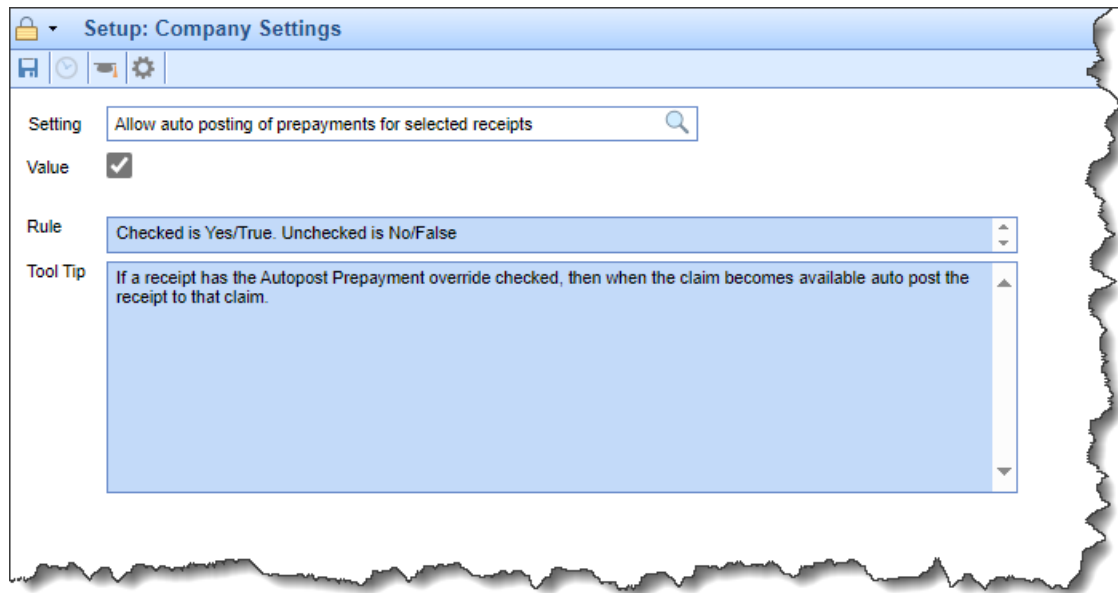 Setup: Company Settings
Setting
Allow auto posting of prepayments for selected receipts
Value
Rule
Checked is Yes/True. Unchecked is No/False
Tool Tip
If a receipt has the Autopost Prepayment override checked, then when the claim becomes available auto post the
receipt to that claim.